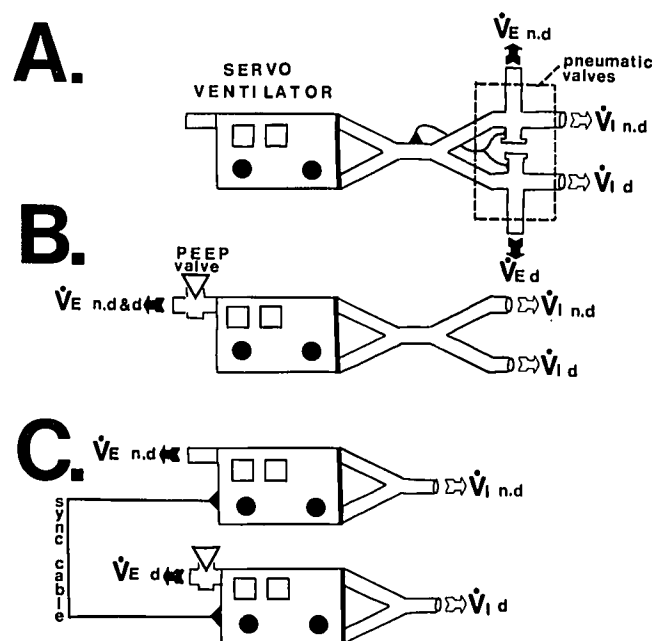 A.
V̇E n.d
pneumatic
valves
SERVO
VENTILATOR
V̇I n.d
V̇I d
V̇E d
B.
PEEP
valve
V̇E n.d&d
V̇I n.d
V̇I d
C.
V̇E n.d
V̇I n.d
sync cable
V̇E d
V̇I d